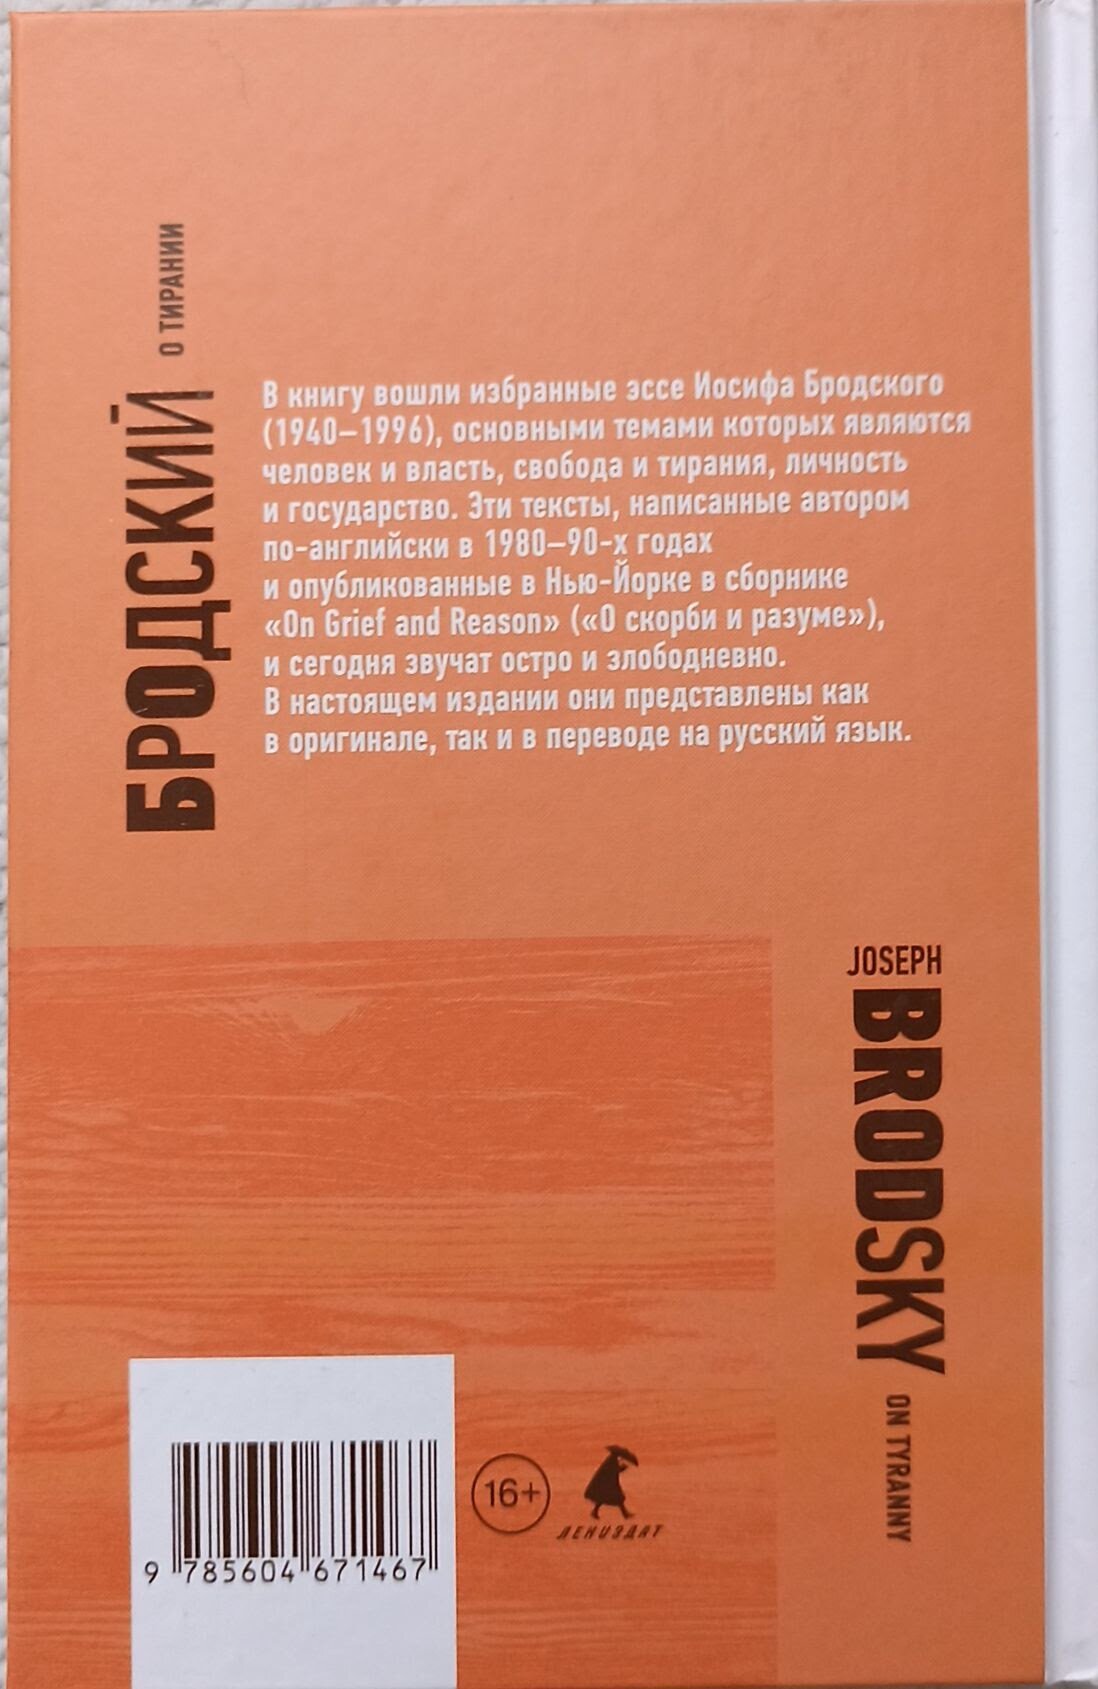 БРОДСКИЙ О ТИРАНИИ
В книгу вошли избранные эссе Иосифа Бродского
(1940–1996), основными темами которых являются
человек и власть, свобода и тирания, личность
и государство. Эти тексты, написанные автором
по-английски в 1980–90-х годах
и опубликованные в Нью-Йорке в сборнике
«On Grief and Reason» («О скорби и разуме»),
и сегодня звучат остро и злободневно.
В настоящем издании они представлены как
в оригинале, так и в переводе на русский язык.
JOSEPH
BRODSKY ON TYRANNY
16+
ЛЕНИЗДАТ
9 785604 671467